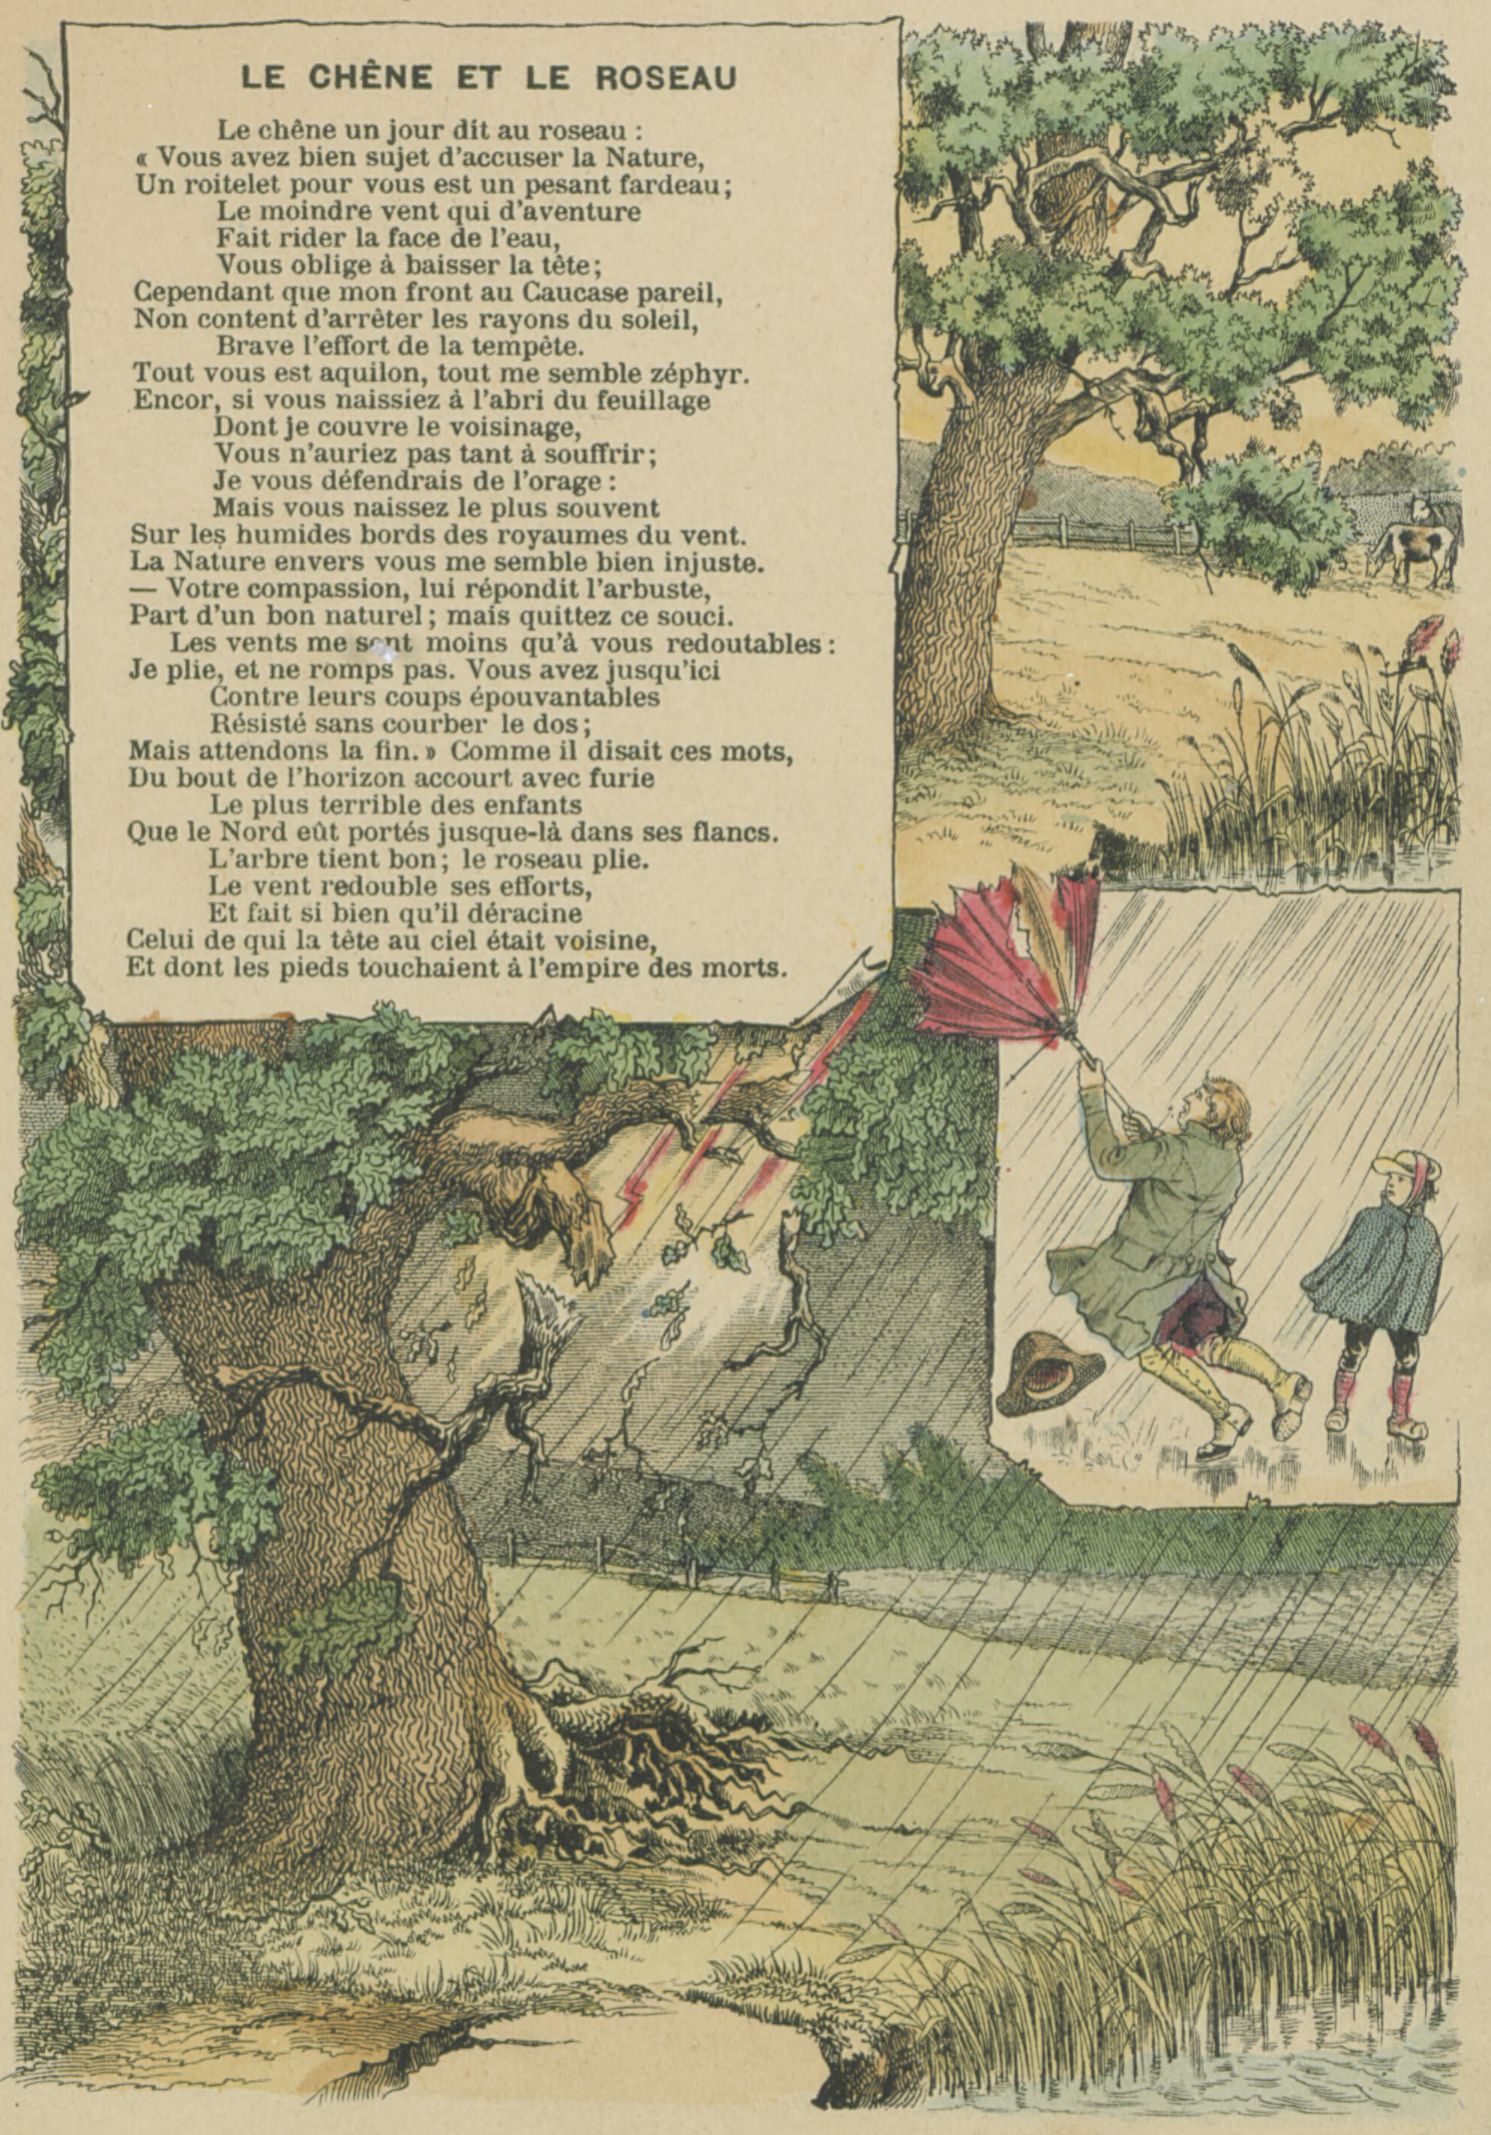 LE CHÊNE ET LE ROSEAU
Le chêne un jour dit au roseau :
« Vous avez bien sujet d'accuser la Nature,
Un roitelet pour vous est un pesant fardeau;
Le moindre vent qui d'aventure
Fait rider la face de l'eau,
Vous oblige à baisser la tête;
Cependant que mon front au Caucase pareil,
Non content d'arrêter les rayons du soleil,
Brave l'effort de la tempête.
Tout vous est aquilon, tout me semble zéphyr.
Encor, si vous naissiez à l'abri du feuillage
Dont je couvre le voisinage,
Vous n'auriez pas tant à souffrir;
Je vous défendrais de l'orage :
Mais vous naissez le plus souvent
Sur les humides bords des royaumes du vent.
La Nature envers vous me semble bien injuste.
— Votre compassion, lui répondit l'arbuste,
Part d'un bon naturel; mais quittez ce souci.
Les vents me sont moins qu'à vous redoutables :
Je plie, et ne romps pas. Vous avez jusqu'ici
Contre leurs coups épouvantables
Résisté sans courber le dos;
Mais attendons la fin. » Comme il disait ces mots,
Du bout de l'horizon accourt avec furie
Le plus terrible des enfants
Que le Nord eût portés jusque-là dans ses flancs.
L'arbre tient bon; le roseau plie.
Le vent redouble ses efforts,
Et fait si bien qu'il déracine
Celui de qui la tête au ciel était voisine,
Et dont les pieds touchaient à l'empire des morts.